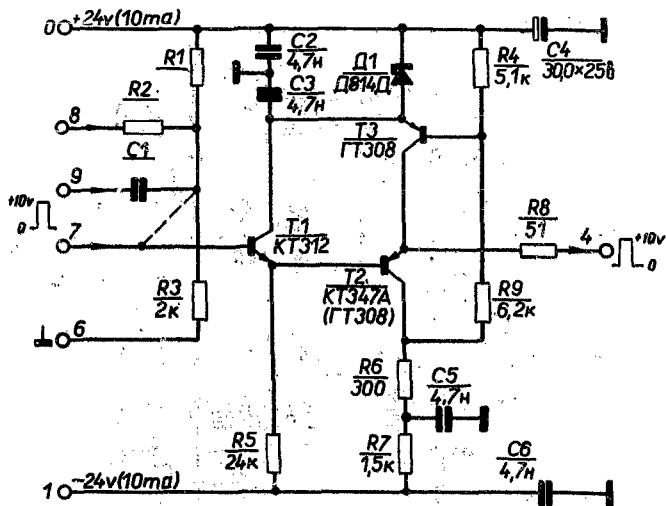 0 +24v(10ma)
C2
4,7н
C3
4,7н
Д1
Д814Д
R1
R4
5,1к
C4
30,0×25в
8
R2
T3
ГТ308
9
C1
+10v
0
7
T1
КТ312
R8
51
4
+10v
0
R3
2к
T2
КТ347А
(ГТ308)
R9
6,2к
6
R6
300
C5
4,7н
R5
24к
R7
1,5к
C6
4,7н
1 ~24v(10ma)